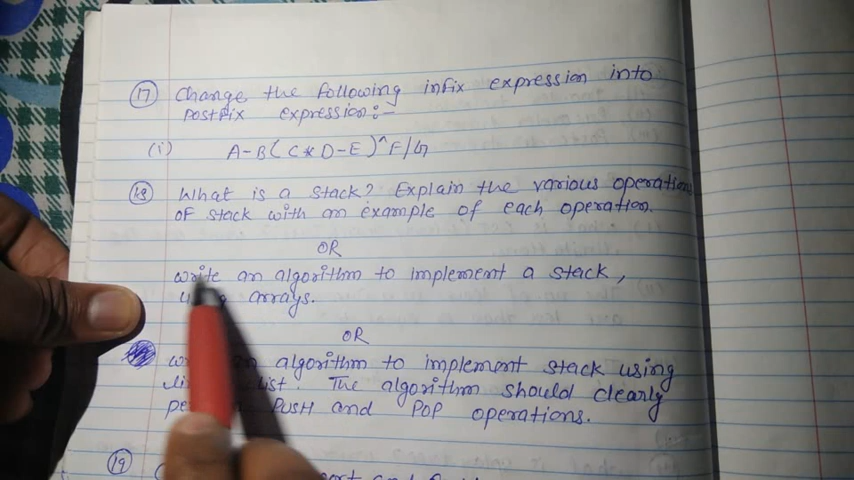 17 Change the following infix expression into
postfix expression:-
(i) A-B(C*D-E)^F/G
18 What is a stack? Explain the various operations
of stack with an example of each operation.
OR
write an algorithm to implement a stack,
arrays.
OR
an algorithm to implement stack using
list. The algorithm should clearly
PUSH and POP operations.
19